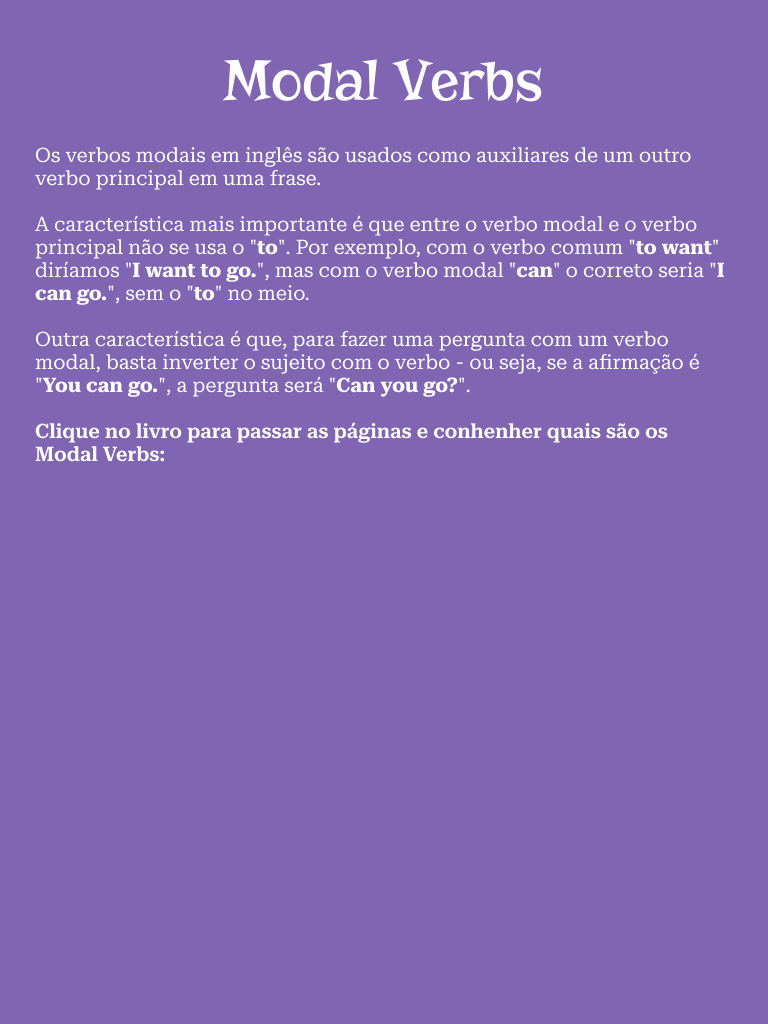 Modal Verbs
Os verbos modais em inglês são usados como auxiliares de um outro
verbo principal em uma frase.
A característica mais importante é que entre o verbo modal e o verbo
principal não se usa o "to". Por exemplo, com o verbo comum "to want"
diríamos "I want to go.", mas com o verbo modal "can" o correto seria "I
can go.", sem o "to" no meio.
Outra característica é que, para fazer uma pergunta com um verbo
modal, basta inverter o sujeito com o verbo - ou seja, se a afirmação é
"You can go.", a pergunta será "Can you go?".
Clique no livro para passar as páginas e conhenher quais são os
Modal Verbs: